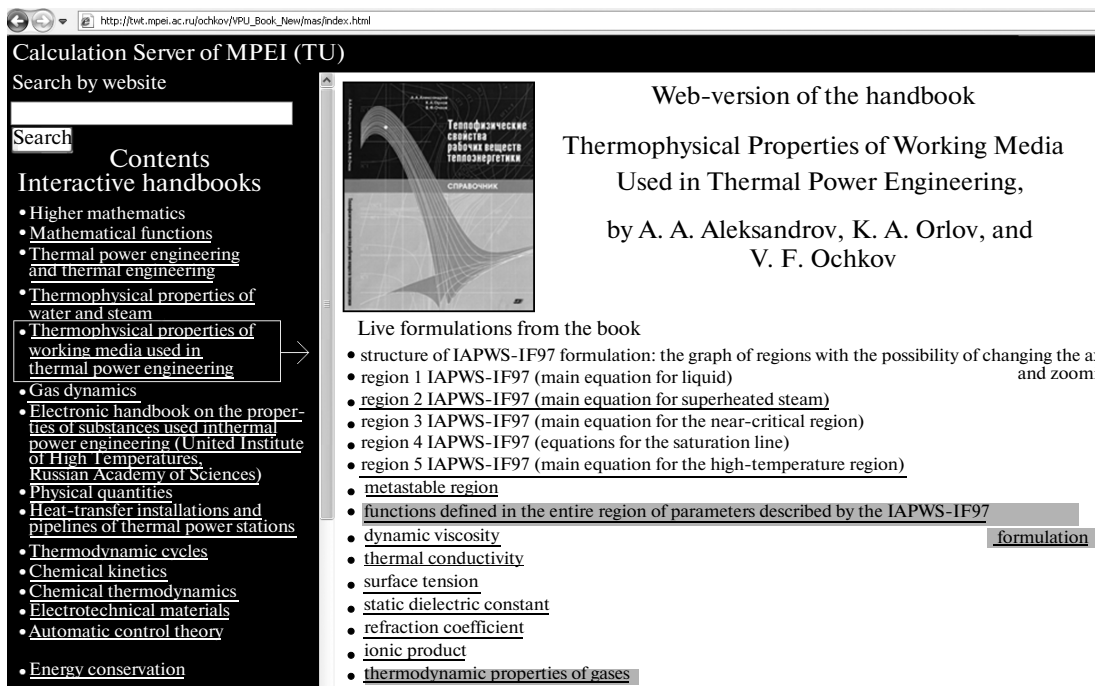 http://twt.mpei.ac.ru/ochkov/VPU_Book_New/mas/index.html
Calculation Server of MPEI (TU)
Search by website
Search
Contents
Interactive handbooks
• Higher mathematics
• Mathematical functions
• Thermal power engineering
and thermal engineering
• Thermophysical properties of
water and steam
• Thermophysical properties of
working media used in
thermal power engineering
• Gas dynamics
• Electronic handbook on the proper-
ties of substances used inthermal
power engineering (United Institute
of High Temperatures,
Russian Academy of Sciences)
• Physical quantities
• Heat-transfer installations and
pipelines of thermal power stations
• Thermodynamic cycles
• Chemical kinetics
• Chemical thermodynamics
• Electrotechnical materials
• Automatic control theory
• Energy conservation
Теплофизические
свойства
рабочих веществ
теплоэнергетики
СПРАВОЧНИК
Web-version of the handbook
Thermophysical Properties of Working Media
Used in Thermal Power Engineering,
by A. A. Aleksandrov, K. A. Orlov, and
V. F. Ochkov
Live formulations from the book
• structure of IAPWS-IF97 formulation: the graph of regions with the possibility of changing the a
and zoom
• region 1 IAPWS-IF97 (main equation for liquid)
• region 2 IAPWS-IF97 (main equation for superheated steam)
• region 3 IAPWS-IF97 (main equation for the near-critical region)
• region 4 IAPWS-IF97 (equations for the saturation line)
• region 5 IAPWS-IF97 (main equation for the high-temperature region)
• metastable region
• functions defined in the entire region of parameters described by the IAPWS-IF97
formulation
• dynamic viscosity
• thermal conductivity
• surface tension
• static dielectric constant
• refraction coefficient
• ionic product
• thermodynamic properties of gases